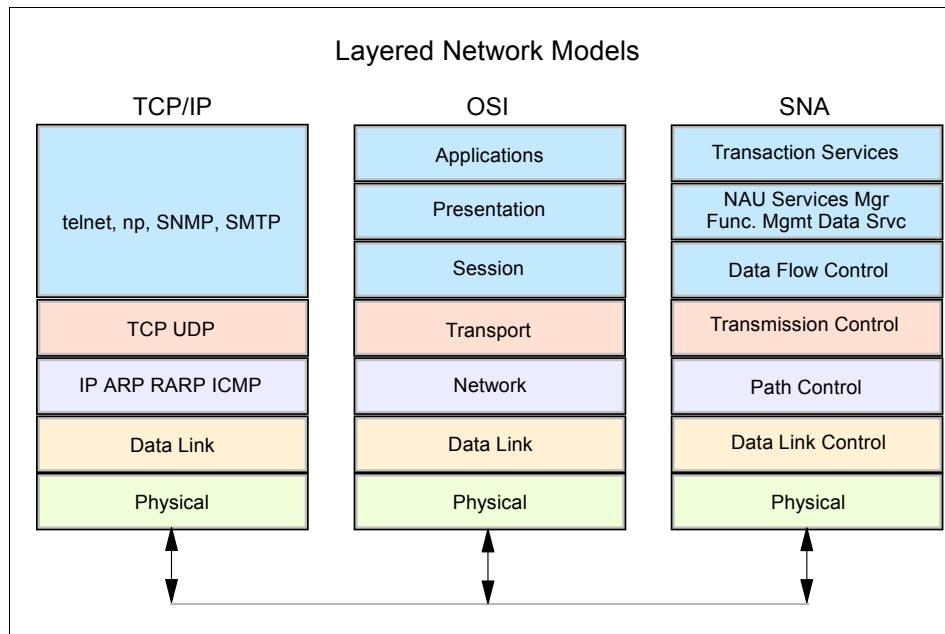 Layered Network Models
TCP/IP
telnet, np, SNMP, SMTP
TCP UDP
IP ARP RARP ICMP
Data Link
Physical
OSI
Applications
Presentation
Session
Transport
Network
Data Link
Physical
SNA
Transaction Services
NAU Services Mgr
Func. Mgmt Data Srvc
Data Flow Control
Transmission Control
Path Control
Data Link Control
Physical